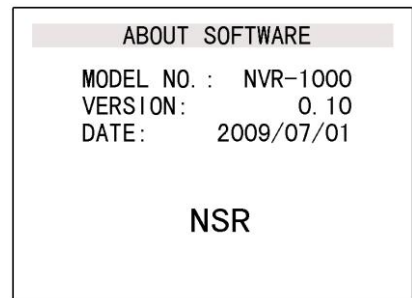 ABOUT SOFTWARE
MODEL NO.: NVR-1000
VERSION: 0.10
DATE: 2009/07/01
NSR